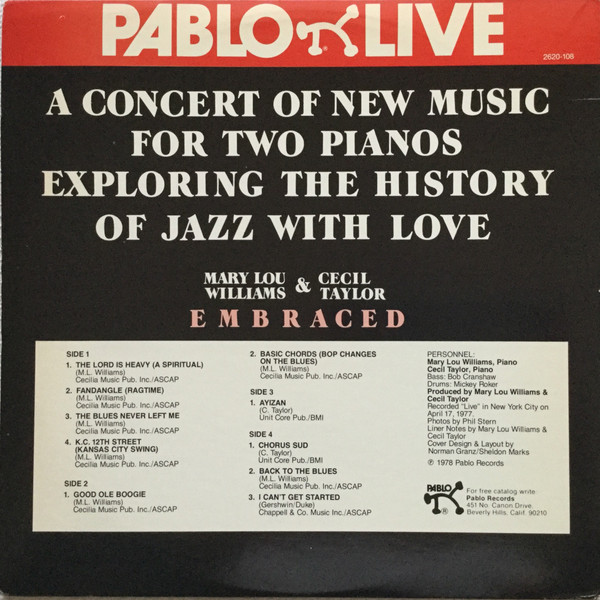 PABLO LIVE
®
2620-108
A CONCERT OF NEW MUSIC
FOR TWO PIANOS
EXPLORING THE HISTORY
OF JAZZ WITH LOVE
MARY LOU WILLIAMS & CECIL TAYLOR
EMBRACED
SIDE 1
1. THE LORD IS HEAVY (A SPIRITUAL)
(M.L. Williams)
Cecilia Music Pub. Inc./ASCAP
2. FANDANGLE (RAGTIME)
(M.L. Williams)
Cecilia Music Pub. Inc./ASCAP
3. THE BLUES NEVER LEFT ME
(M.L. Williams)
Cecilia Music Pub. Inc./ASCAP
4. K.C. 12TH STREET
(KANSAS CITY SWING)
(M.L. Williams)
Cecilia Music Pub. Inc./ASCAP
SIDE 2
1. GOOD OLE BOOGIE
(M.L. Williams)
Cecilia Music Pub. Inc./ASCAP
2. BASIC CHORDS (BOP CHANGES
ON THE BLUES)
(M.L. Williams)
Cecilia Music Pub. Inc./ASCAP
SIDE 3
1. AYIZAN
(C. Taylor)
Unit Core Pub./BMI
SIDE 4
1. CHORUS SUD
(C. Taylor)
Unit Core Pub./BMI
2. BACK TO THE BLUES
(M.L. Williams)
Cecilia Music Pub. Inc./ASCAP
3. I CAN'T GET STARTED
(Gershwin/Duke)
Chappell & Co. Music Inc./ASCAP
PERSONNEL:
Mary Lou Williams, Piano
Cecil Taylor, Piano
Bass: Bob Cranshaw
Drums: Mickey Roker
Produced by Mary Lou Williams &
Cecil Taylor
Recorded "Live" in New York City on
April 17, 1977.
Photos by Phil Stern
Liner Notes by Mary Lou Williams &
Cecil Taylor
Cover Design & Layout by
Norman Granz/Sheldon Marks
℗ 1978 Pablo Records
PABLO
®
For free catalog write:
Pablo Records
451 No. Canon Drive,
Beverly Hills, Calif. 90210